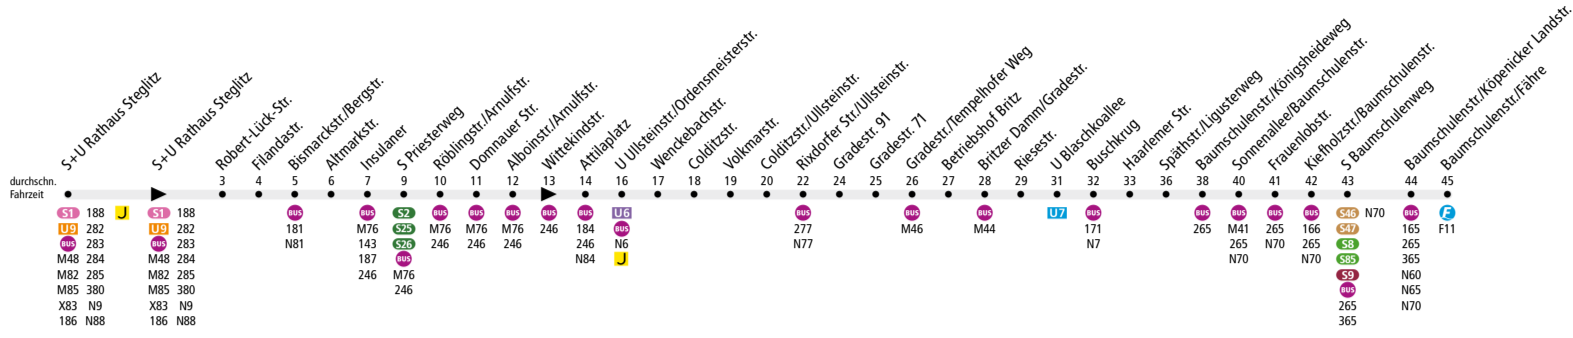 S+U Rathaus Steglitz
S+U Rathaus Steglitz
Robert-Lück-Str.
Filandastr.
Bismarckstr./Bergstr.
Altmarkstr.
Insulaner
S Priesterweg
Röblingstr./Arnulfstr.
Domnauer Str.
Alboinstr./Arnulfstr.
Wittekindstr.
Attilaplatz
U Ullsteinstr./Ordensmeisterstr.
Wenckebachstr.
Colditzstr.
Volkmarstr.
Colditzstr./Ullsteinstr.
Rixdorfer Str./Ullsteinstr.
Gradestr. 91
Gradestr. 71
Gradestr./Tempelhofer Weg
Betriebshof Britz
Britzer Damm/Gradestr.
Riesestr.
U Blaschkoallee
Buschkrug
Haarlemer Str.
Späthstr./Ligusterweg
Baumschulenstr./Königsheideweg
Sonnenallee/Baumschulenstr.
Frauenlobstr.
Kiefholzstr./Baumschulenstr.
S Baumschulenweg
Baumschulenstr./Köpenicker Landstr.
Baumschulenstr./Fähre
durchschn. 3 4 5 6 7 9 10 11 12 13 14 16 17 18 19 20 22 24 25 26 27 28 29 31 32 33 36 38 40 41 42 43 44 45
Fahrzeit
S1 188 J S1 188 BUS BUS S2 BUS BUS BUS BUS BUS U6 BUS BUS BUS U7 BUS BUS BUS BUS BUS S46 N70 BUS F
U9 282 U9 282 181 M76 S25 M76 M76 M76 246 184 BUS 277 M46 M44 171 265 M41 265 166 S47 165 F11
BUS 283 BUS 283 N81 143 S26 246 246 246 246 N6 N77 N7 265 N70 265 S8 265
M48 284 M48 284 187 BUS N84 J N70 N70 S85 365
M82 285 M82 285 246 M76 S9 N60
M85 380 M85 380 246 BUS N65
X83 N9 X83 N9 265 N70
186 N88 186 N88 365